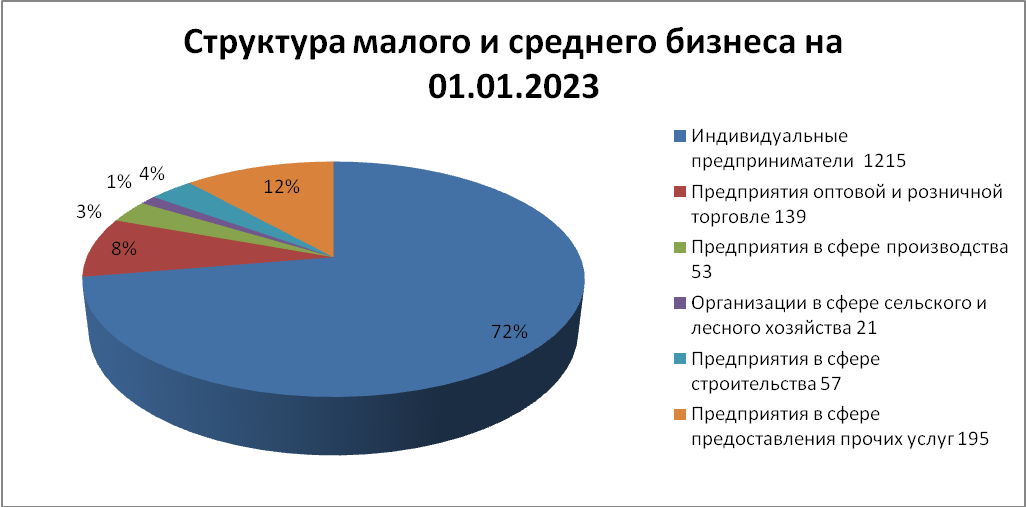 Структура малого и среднего бизнеса на
01.01.2023
Индивидуальные
предприниматели 1215
Предприятия оптовой и розничной
торговле 139
Предприятия в сфере производства
53
Организации в сфере сельского и
лесного хозяйства 21
Предприятия в сфере
строительства 57
Предприятия в сфере
предоставления прочих услуг 195
1%
4%
12%
3%
8%
72%